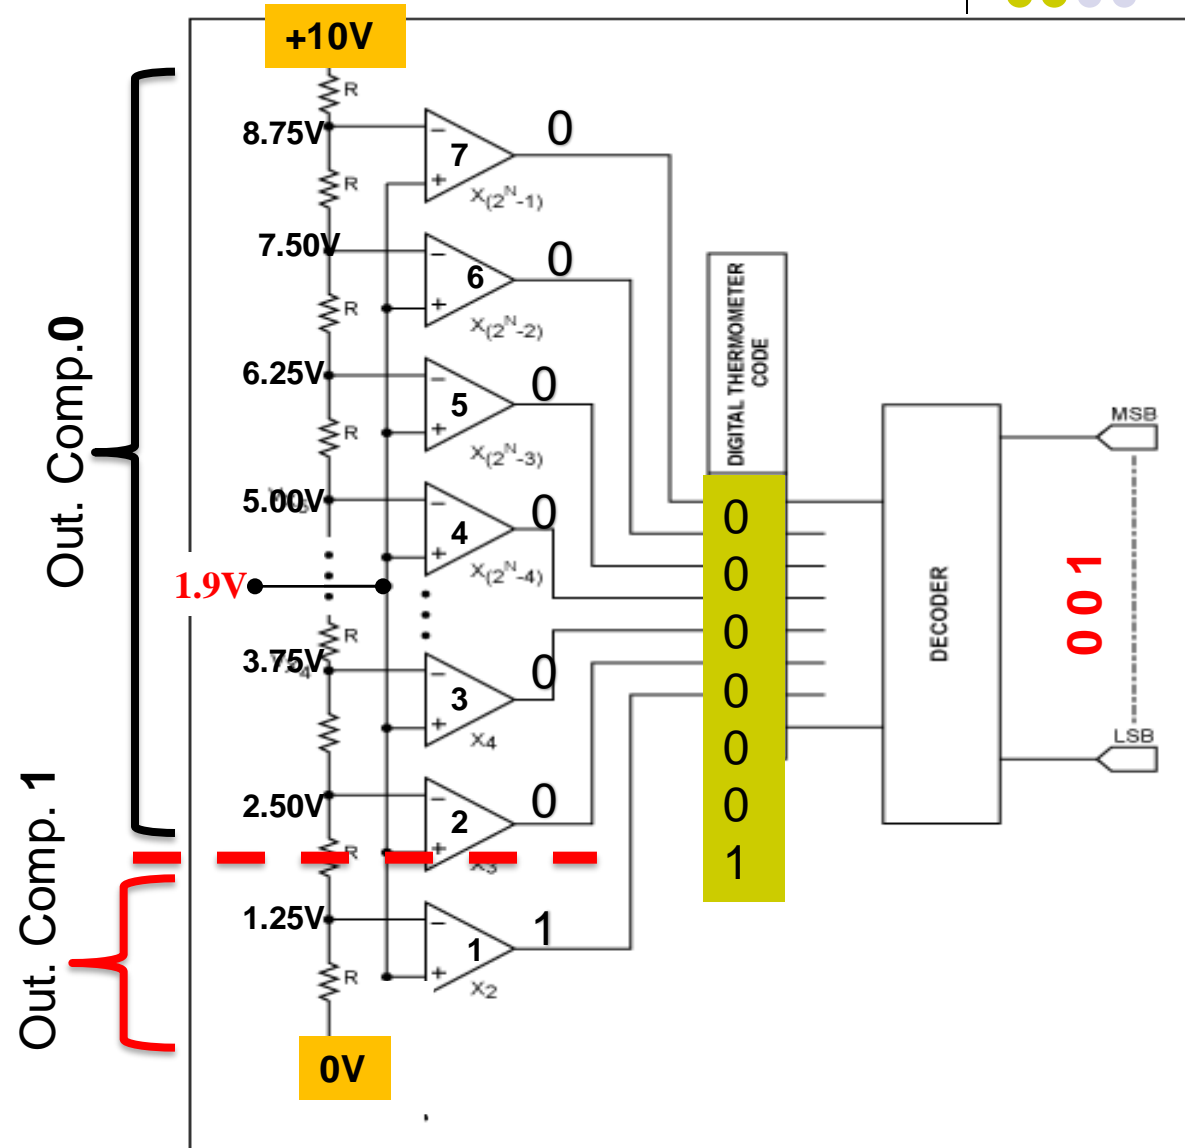 +10V
R
8.75V
7
0
X(2^N-1)
R
7.50V
6
0
X(2^N-2)
R
6.25V
5
0
X(2^N-3)
R
5.00V
4
0
X(2^N-4)
1.9V
R
3.75V
3
0
X4
2.50V
2
0
R
X3
1.25V
1
1
X2
R
0V
Out. Comp.0
Out. Comp. 1
DIGITAL THERMOMETER
CODE
0
0
0
0
0
0
1
DECODER
MSB
0 0 1
LSB